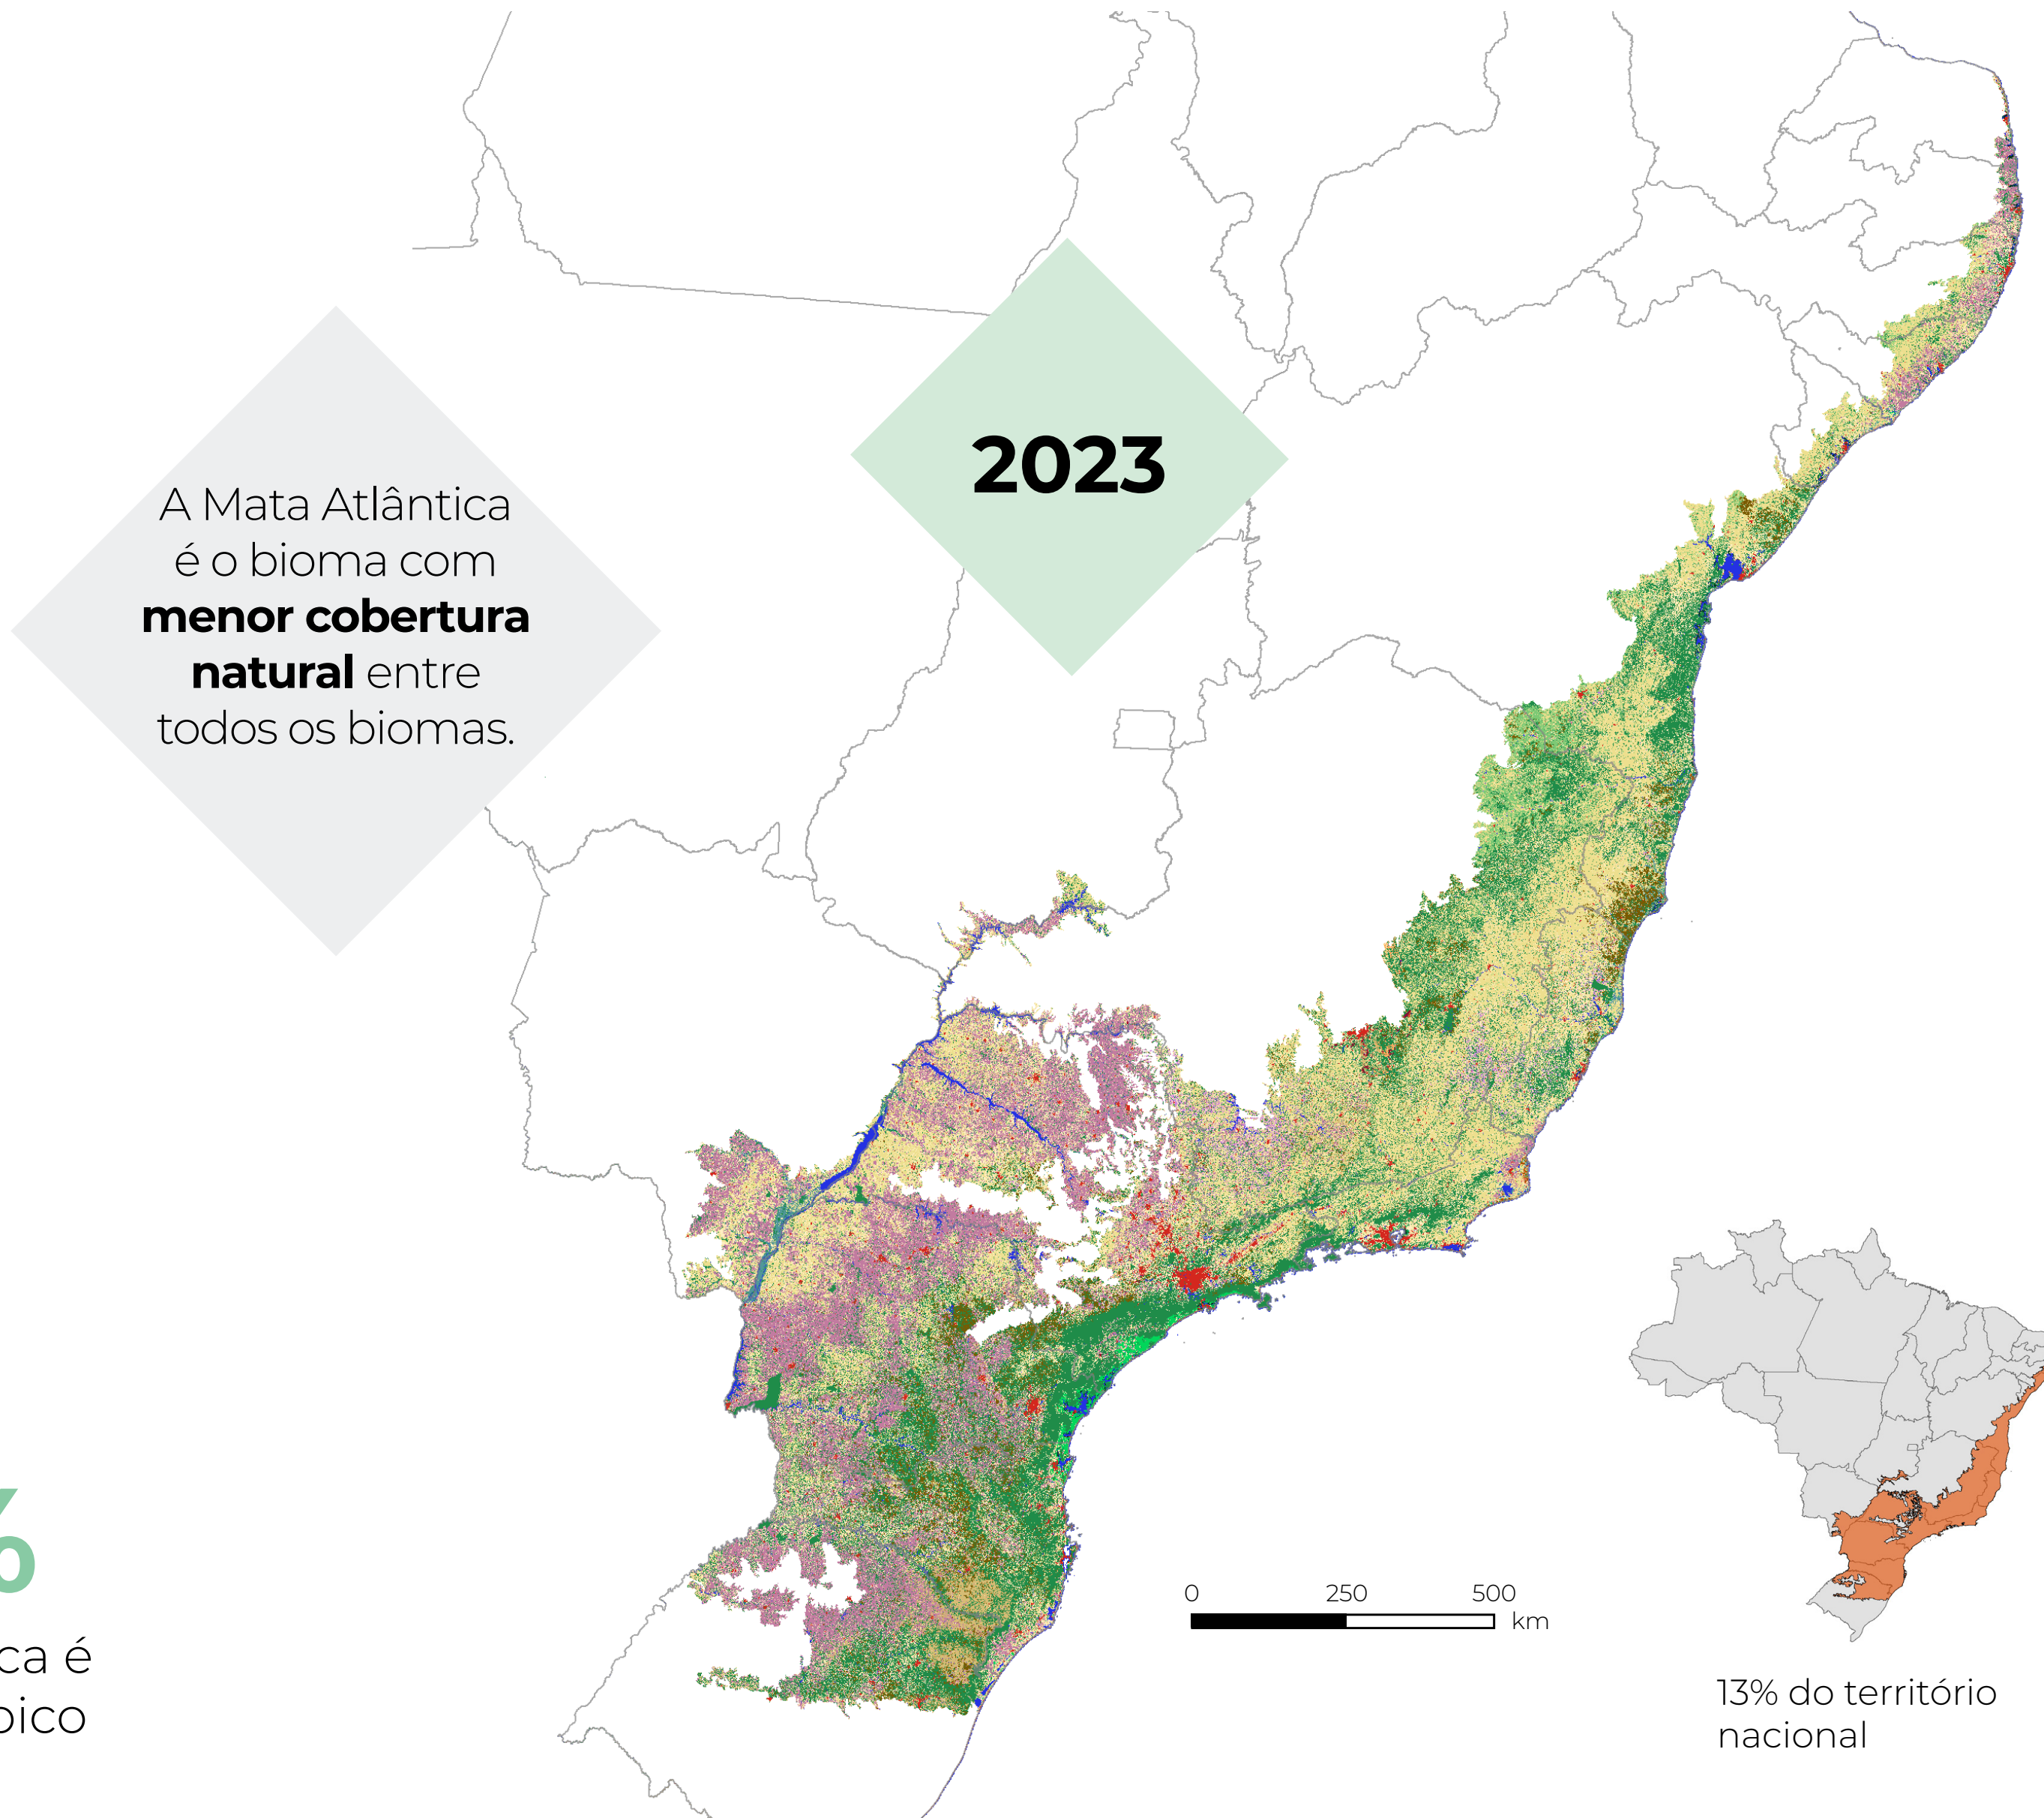 A Mata Atlântica
é o bioma com
menor cobertura
natural entre
todos os biomas.
2023
%
é
0 250 500
km
13% do território
nacional